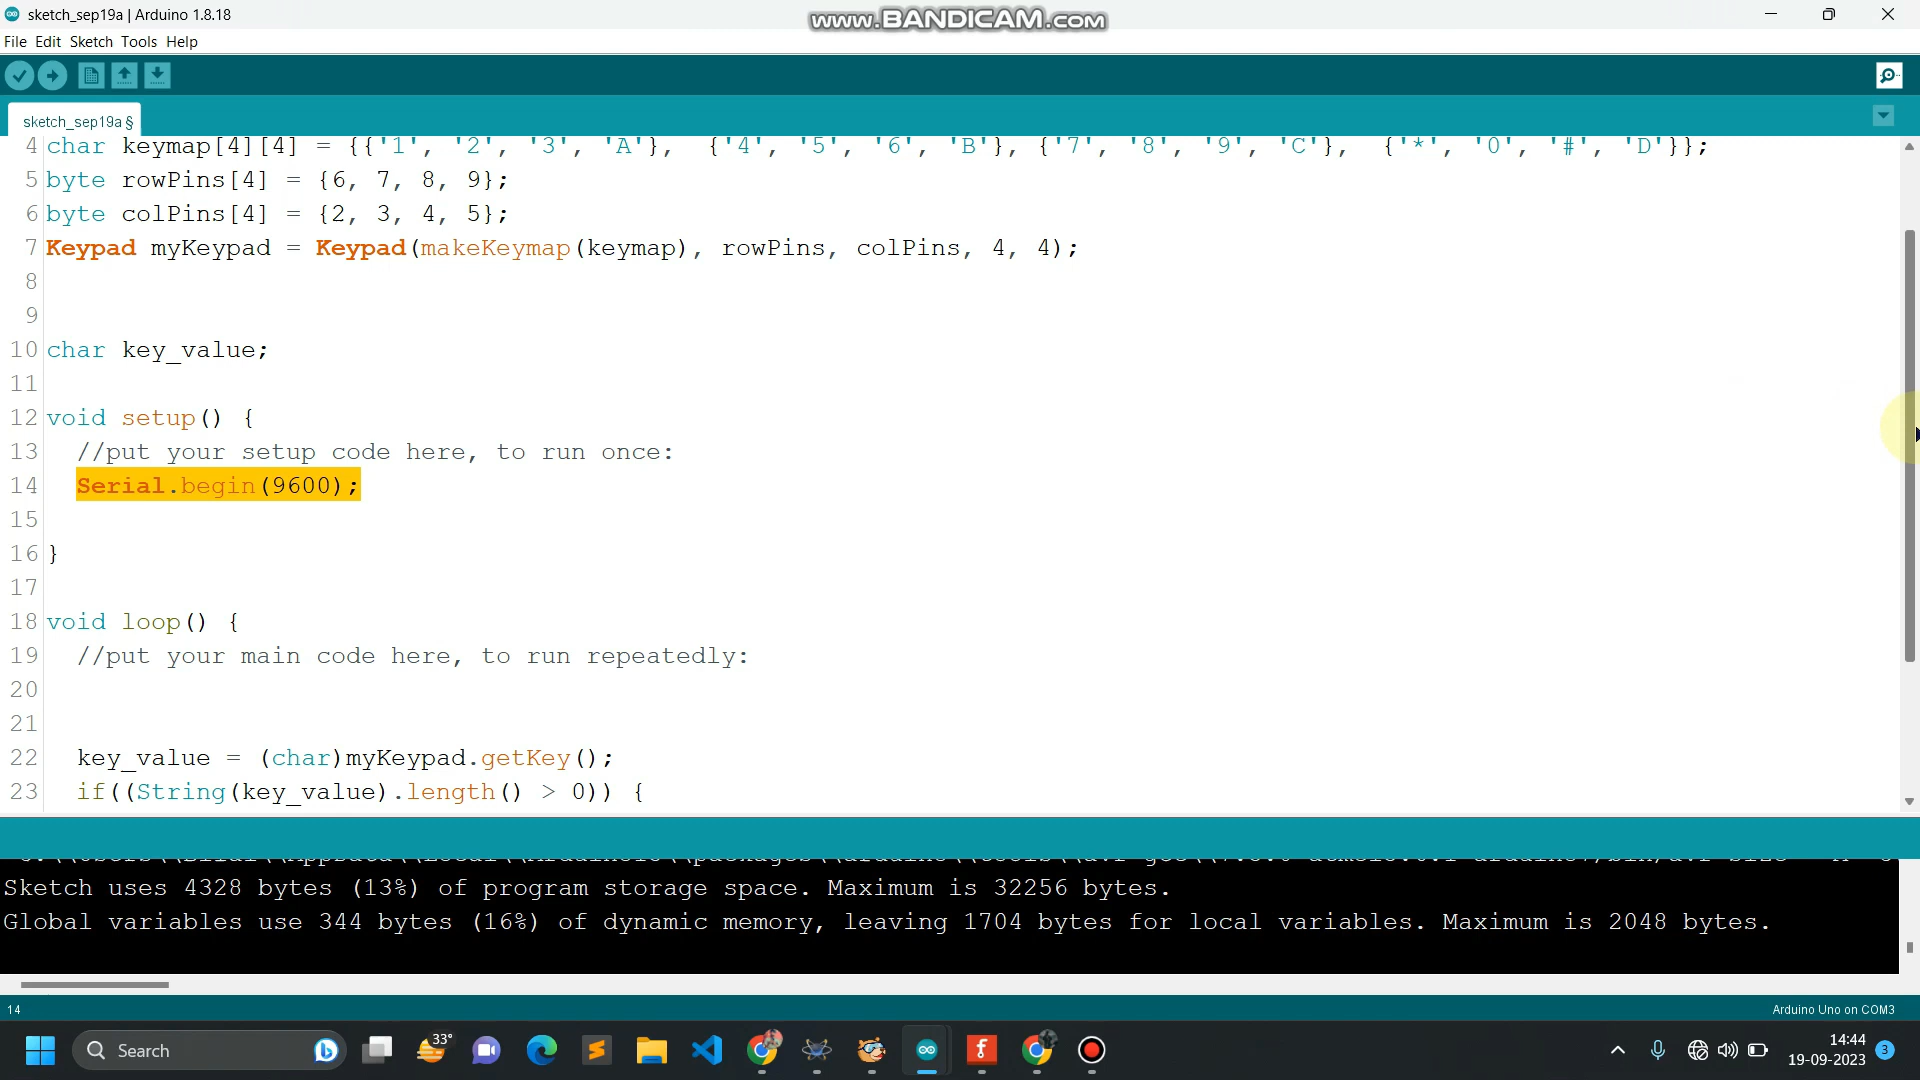 sketch_sep19a | Arduino 1.8.18
www.BANDICAM.com
File Edit Sketch Tools Help
sketch_sep19a §
4 char keymap[4][4] = {{'1', '2', '3', 'A'}, {'4', '5', '6', 'B'}, {'7', '8', '9', 'C'}, {'*', '0', '#', 'D'}};
5 byte rowPins[4] = {6, 7, 8, 9};
6 byte colPins[4] = {2, 3, 4, 5};
7 Keypad myKeypad = Keypad(makeKeymap(keymap), rowPins, colPins, 4, 4);
8
9
10 char key_value;
11
12 void setup() {
13 //put your setup code here, to run once:
14 Serial.begin(9600);
15
16 }
17
18 void loop() {
19 //put your main code here, to run repeatedly:
20
21
22 key_value = (char)myKeypad.getKey();
23 if((String(key_value).length() > 0)) {
Sketch uses 4328 bytes (13%) of program storage space. Maximum is 32256 bytes.
Global variables use 344 bytes (16%) of dynamic memory, leaving 1704 bytes for local variables. Maximum is 2048 bytes.
14
Arduino Uno on COM3
Search
33°
14:44
19-09-2023
3